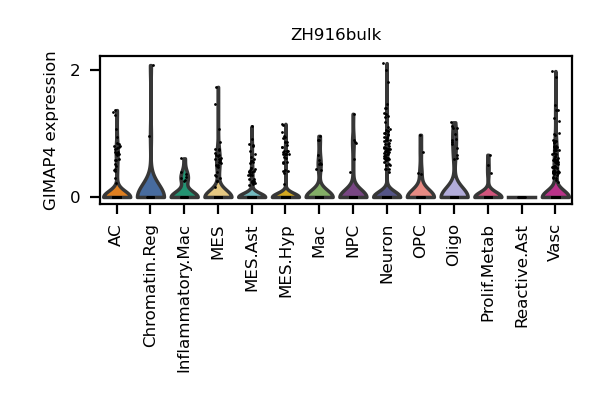 ZH916bulk
GIMAP4 expression
2
0
AC
Chromatin.Reg
Inflammatory.Mac
MES
MES.Ast
MES.Hyp
Mac
NPC
Neuron
OPC
Oligo
Prolif.Metab
Reactive.Ast
Vasc